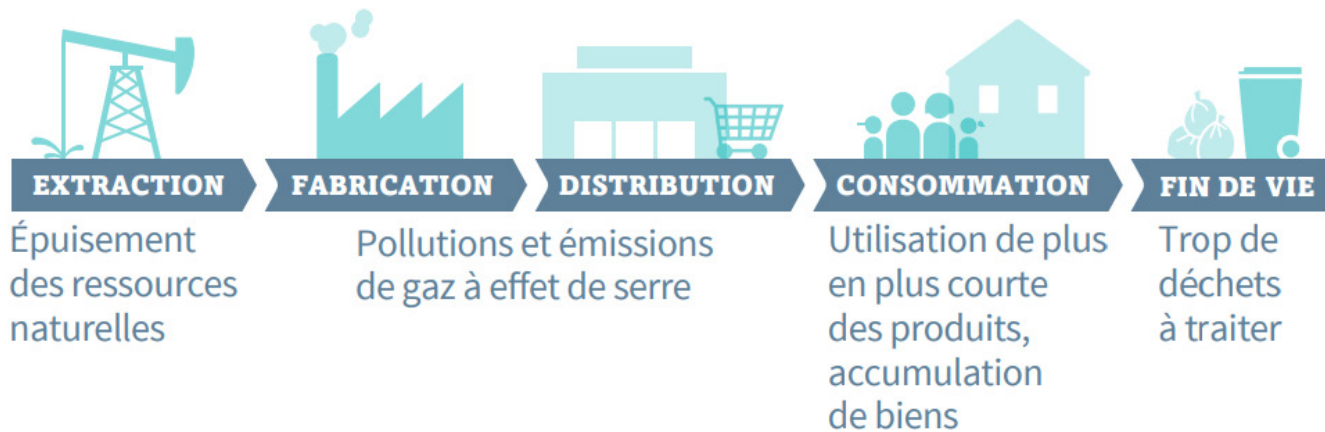 EXTRACTION
FABRICATION
DISTRIBUTION
CONSOMMATION
FIN DE VIE
Épuisement
des ressources
naturelles
Pollutions et émissions
de gaz à effet de serre
Utilisation de plus
en plus courte
des produits,
accumulation
de biens
Trop de
déchets
à traiter